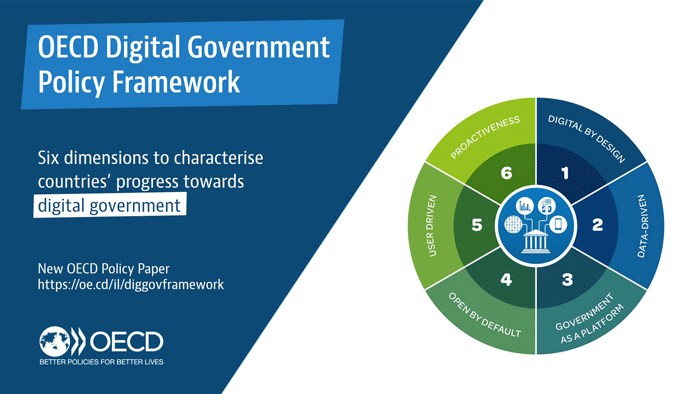 OECD Digital Government
Policy Framework
Six dimensions to characterise
countries' progress towards
digital government
New OECD Policy Paper
https://oe.cd/il/diggovframework
OECD
BETTER POLICIES FOR BETTER LIVES
1
DIGITAL BY DESIGN
2
DATA-DRIVEN
3
GOVERNMENT
AS A PLATFORM
4
OPEN BY DEFAULT
5
USER DRIVEN
6
PROACTIVENESS